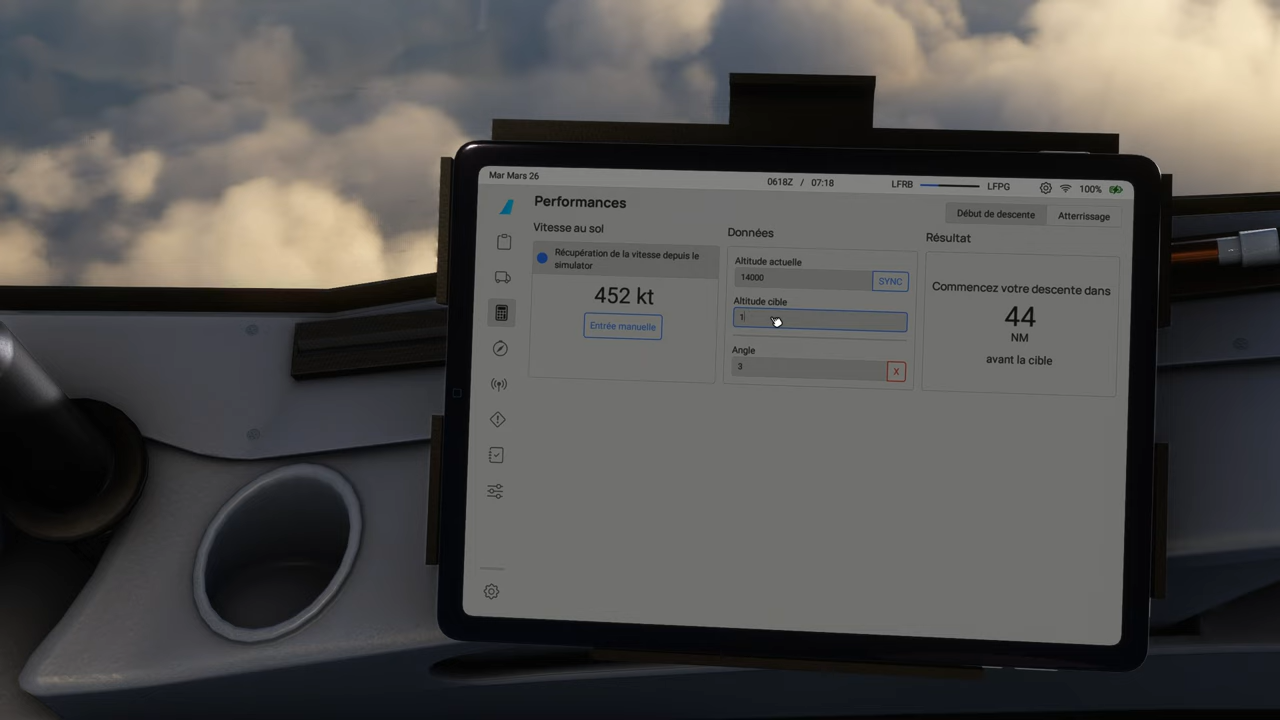 Mar Mars 26
0618Z / 07:18
LFRB
LFPG
100%
Performances
Début de descente
Atterrissage
Vitesse au sol
Récupération de la vitesse depuis le
simulator
452 kt
Entrée manuelle
Données
Altitude actuelle
14000
SYNC
Altitude cible
1
Angle
3
X
Résultat
Commencez votre descente dans
44
NM
avant la cible